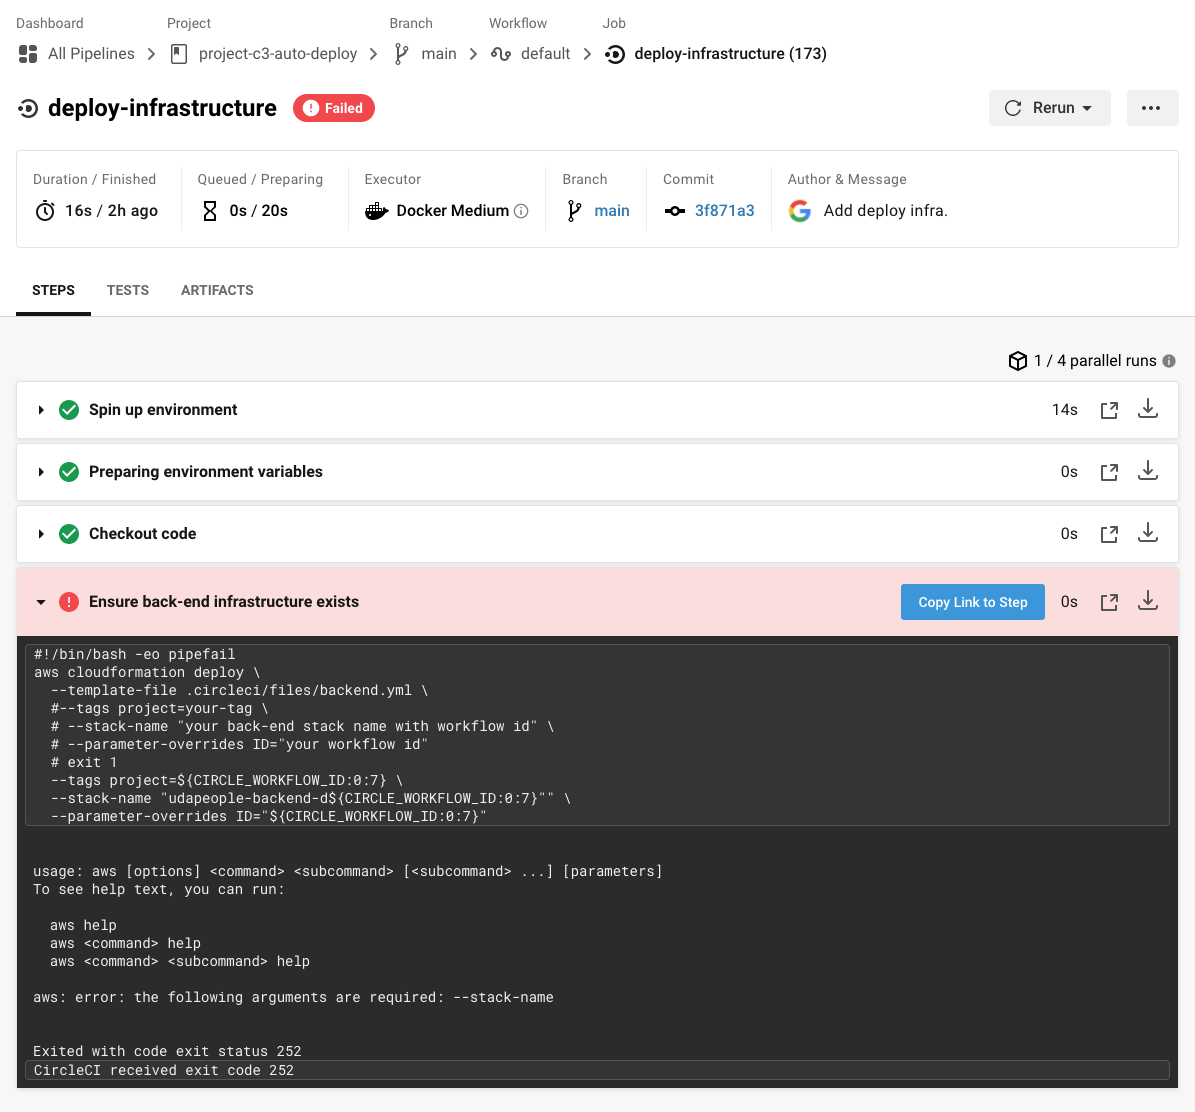 Dashboard Project Branch Workflow Job
All Pipelines project-c3-auto-deploy main default deploy-infrastructure (173)
deploy-infrastructure Failed Rerun
Duration / Finished Queued / Preparing Executor Branch Commit Author & Message
16s / 2h ago 0s / 20s Docker Medium main 3f871a3 Add deploy infra.
STEPS TESTS ARTIFACTS
1 / 4 parallel runs
Spin up environment 14s
Preparing environment variables 0s
Checkout code 0s
Ensure back-end infrastructure exists Copy Link to Step 0s
#!/bin/bash -eo pipefail
aws cloudformation deploy \
--template-file .circleci/files/backend.yml \
#--tags project=your-tag \
# --stack-name "your back-end stack name with workflow id" \
# --parameter-overrides ID="your workflow id"
# exit 1
--tags project=${CIRCLE_WORKFLOW_ID:0:7} \
--stack-name "udapeople-backend-d${CIRCLE_WORKFLOW_ID:0:7}"" \
--parameter-overrides ID="${CIRCLE_WORKFLOW_ID:0:7}"
usage: aws [options] <command> <subcommand> [<subcommand> ...] [parameters]
To see help text, you can run:
aws help
aws <command> help
aws <command> <subcommand> help
aws: error: the following arguments are required: --stack-name
Exited with code exit status 252
CircleCI received exit code 252